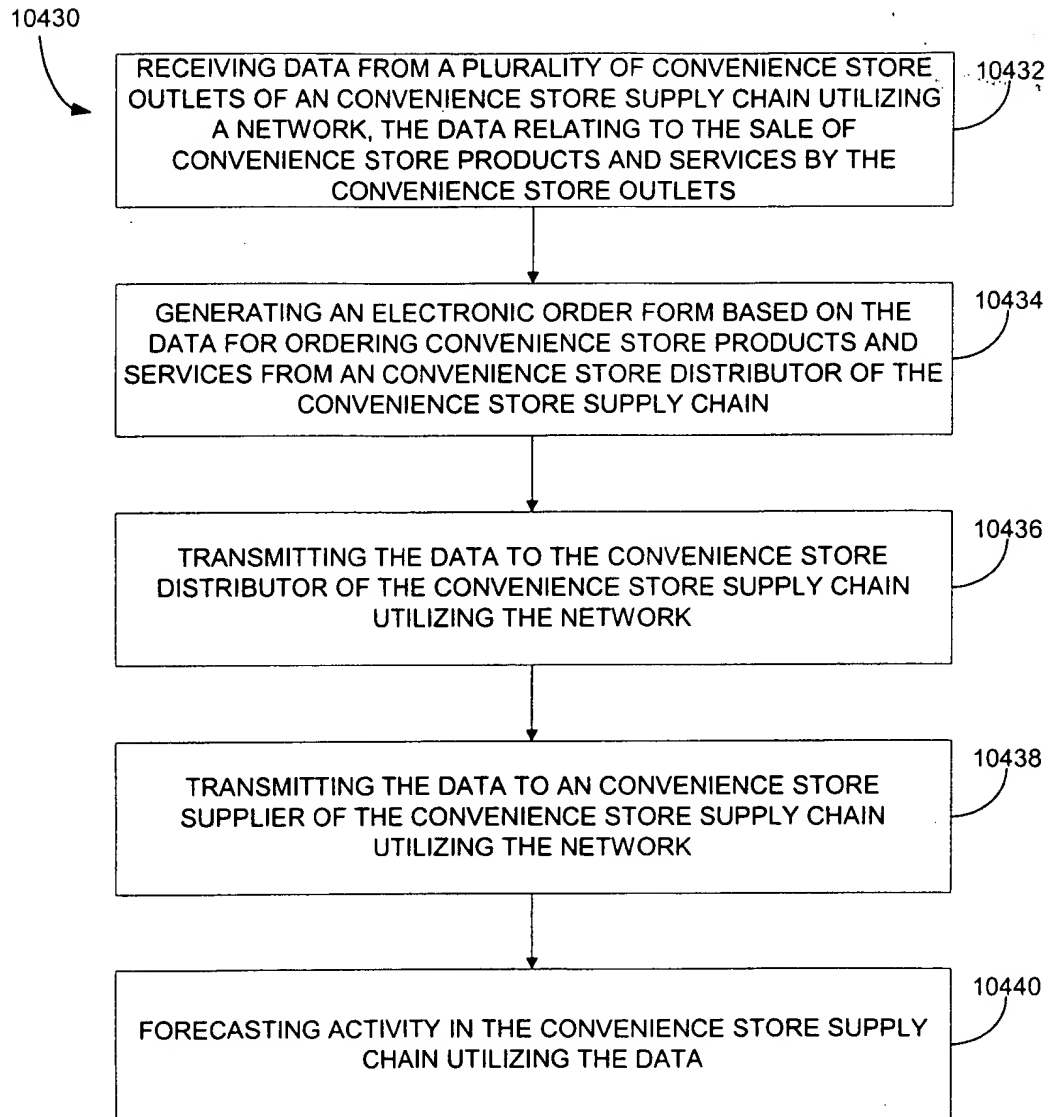 10430
RECEIVING DATA FROM A PLURALITY OF CONVENIENCE STORE
OUTLETS OF AN CONVENIENCE STORE SUPPLY CHAIN UTILIZING
A NETWORK, THE DATA RELATING TO THE SALE OF
CONVENIENCE STORE PRODUCTS AND SERVICES BY THE
CONVENIENCE STORE OUTLETS
10432
GENERATING AN ELECTRONIC ORDER FORM BASED ON THE
DATA FOR ORDERING CONVENIENCE STORE PRODUCTS AND
SERVICES FROM AN CONVENIENCE STORE DISTRIBUTOR OF THE
CONVENIENCE STORE SUPPLY CHAIN
10434
TRANSMITTING THE DATA TO THE CONVENIENCE STORE
DISTRIBUTOR OF THE CONVENIENCE STORE SUPPLY CHAIN
UTILIZING THE NETWORK
10436
TRANSMITTING THE DATA TO AN CONVENIENCE STORE
SUPPLIER OF THE CONVENIENCE STORE SUPPLY CHAIN
UTILIZING THE NETWORK
10438
FORECASTING ACTIVITY IN THE CONVENIENCE STORE SUPPLY
CHAIN UTILIZING THE DATA
10440